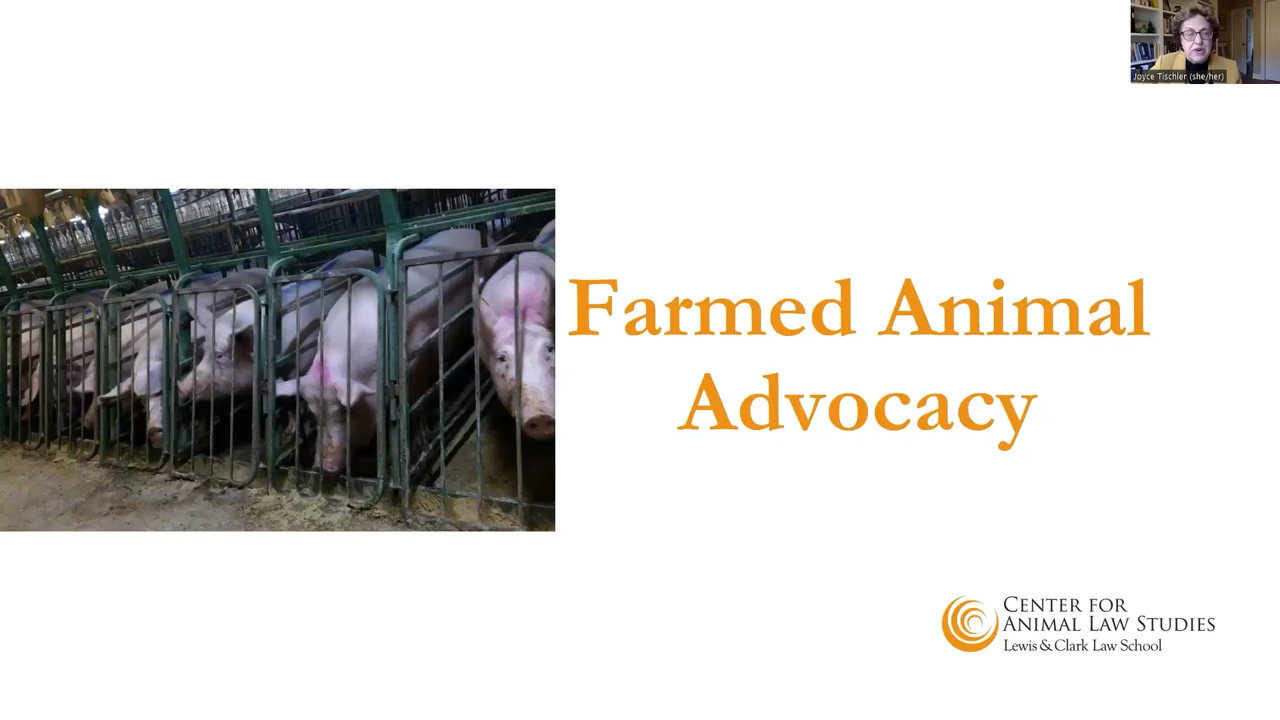 Joyce Tischler (she/her)
Farmed Animal
Advocacy
CENTER FOR
ANIMAL LAW STUDIES
Lewis & Clark Law School